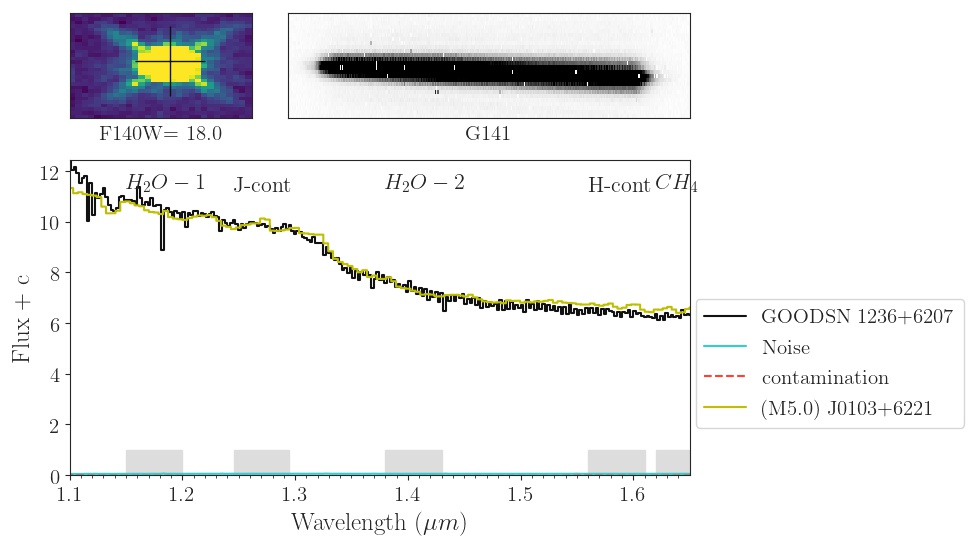 F140W= 18.0
G141
H₂O − 1
J-cont
H₂O − 2
H-cont
CH₄
12
10
8
6
4
2
0
Flux + c
1.1
1.2
1.3
1.4
1.5
1.6
Wavelength (μm)
GOODSN 1236+6207
Noise
contamination
(M5.0) J0103+6221